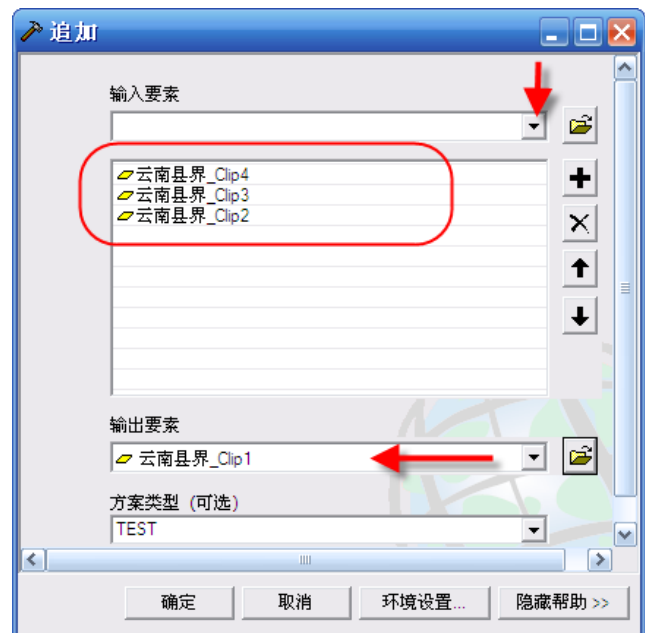 追加
输入要素
云南县界_Clip4
云南县界_Clip3
云南县界_Clip2
输出要素
云南县界_Clip1
方案类型 (可选)
TEST
确定 取消 环境设置... 隐藏帮助 >>